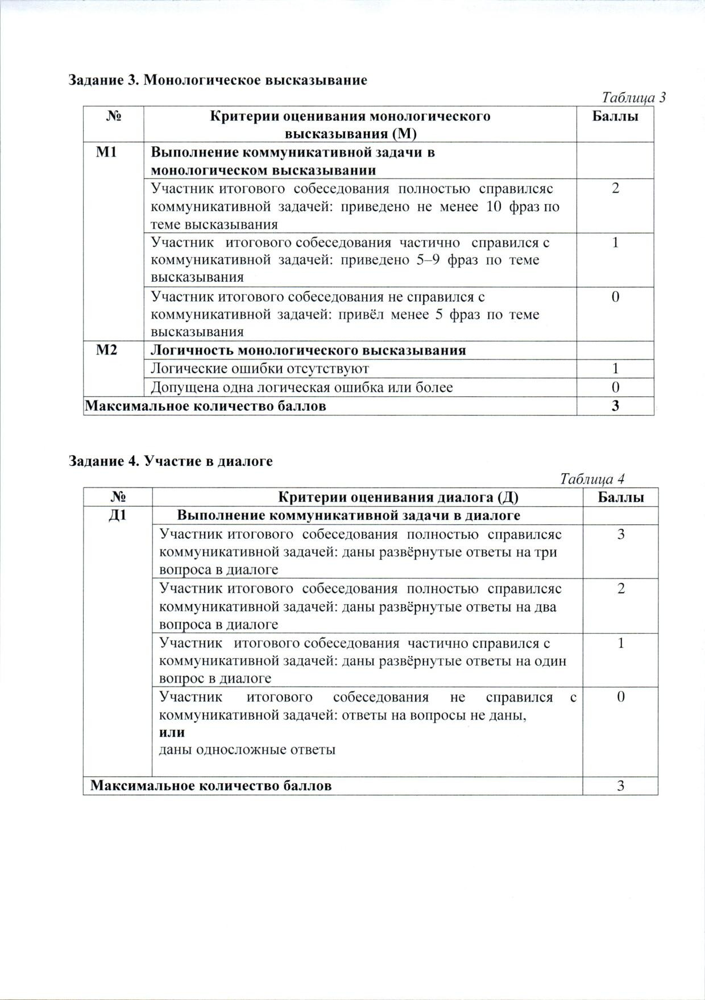 Задание 3. Монологическое высказывание
Таблица 3
№ Критерии оценивания монологического Баллы
высказывания (М)
М1 Выполнение коммуникативной задачи в
монологическом высказывании
Участник итогового собеседования полностью справилсяс 2
коммуникативной задачей: приведено не менее 10 фраз по
теме высказывания
Участник итогового собеседования частично справился с 1
коммуникативной задачей: приведено 5–9 фраз по теме
высказывания
Участник итогового собеседования не справился с 0
коммуникативной задачей: привёл менее 5 фраз по теме
высказывания
М2 Логичность монологического высказывания
Логические ошибки отсутствуют 1
Допущена одна логическая ошибка или более 0
Максимальное количество баллов 3
Задание 4. Участие в диалоге
Таблица 4
№ Критерии оценивания диалога (Д) Баллы
Д1 Выполнение коммуникативной задачи в диалоге
Участник итогового собеседования полностью справилсяс 3
коммуникативной задачей: даны развёрнутые ответы на три
вопроса в диалоге
Участник итогового собеседования полностью справилсяс 2
коммуникативной задачей: даны развёрнутые ответы на два
вопроса в диалоге
Участник итогового собеседования частично справился с 1
коммуникативной задачей: даны развёрнутые ответы на один
вопрос в диалоге
Участник итогового собеседования не справился с 0
коммуникативной задачей: ответы на вопросы не даны,
или
даны односложные ответы
Максимальное количество баллов 3